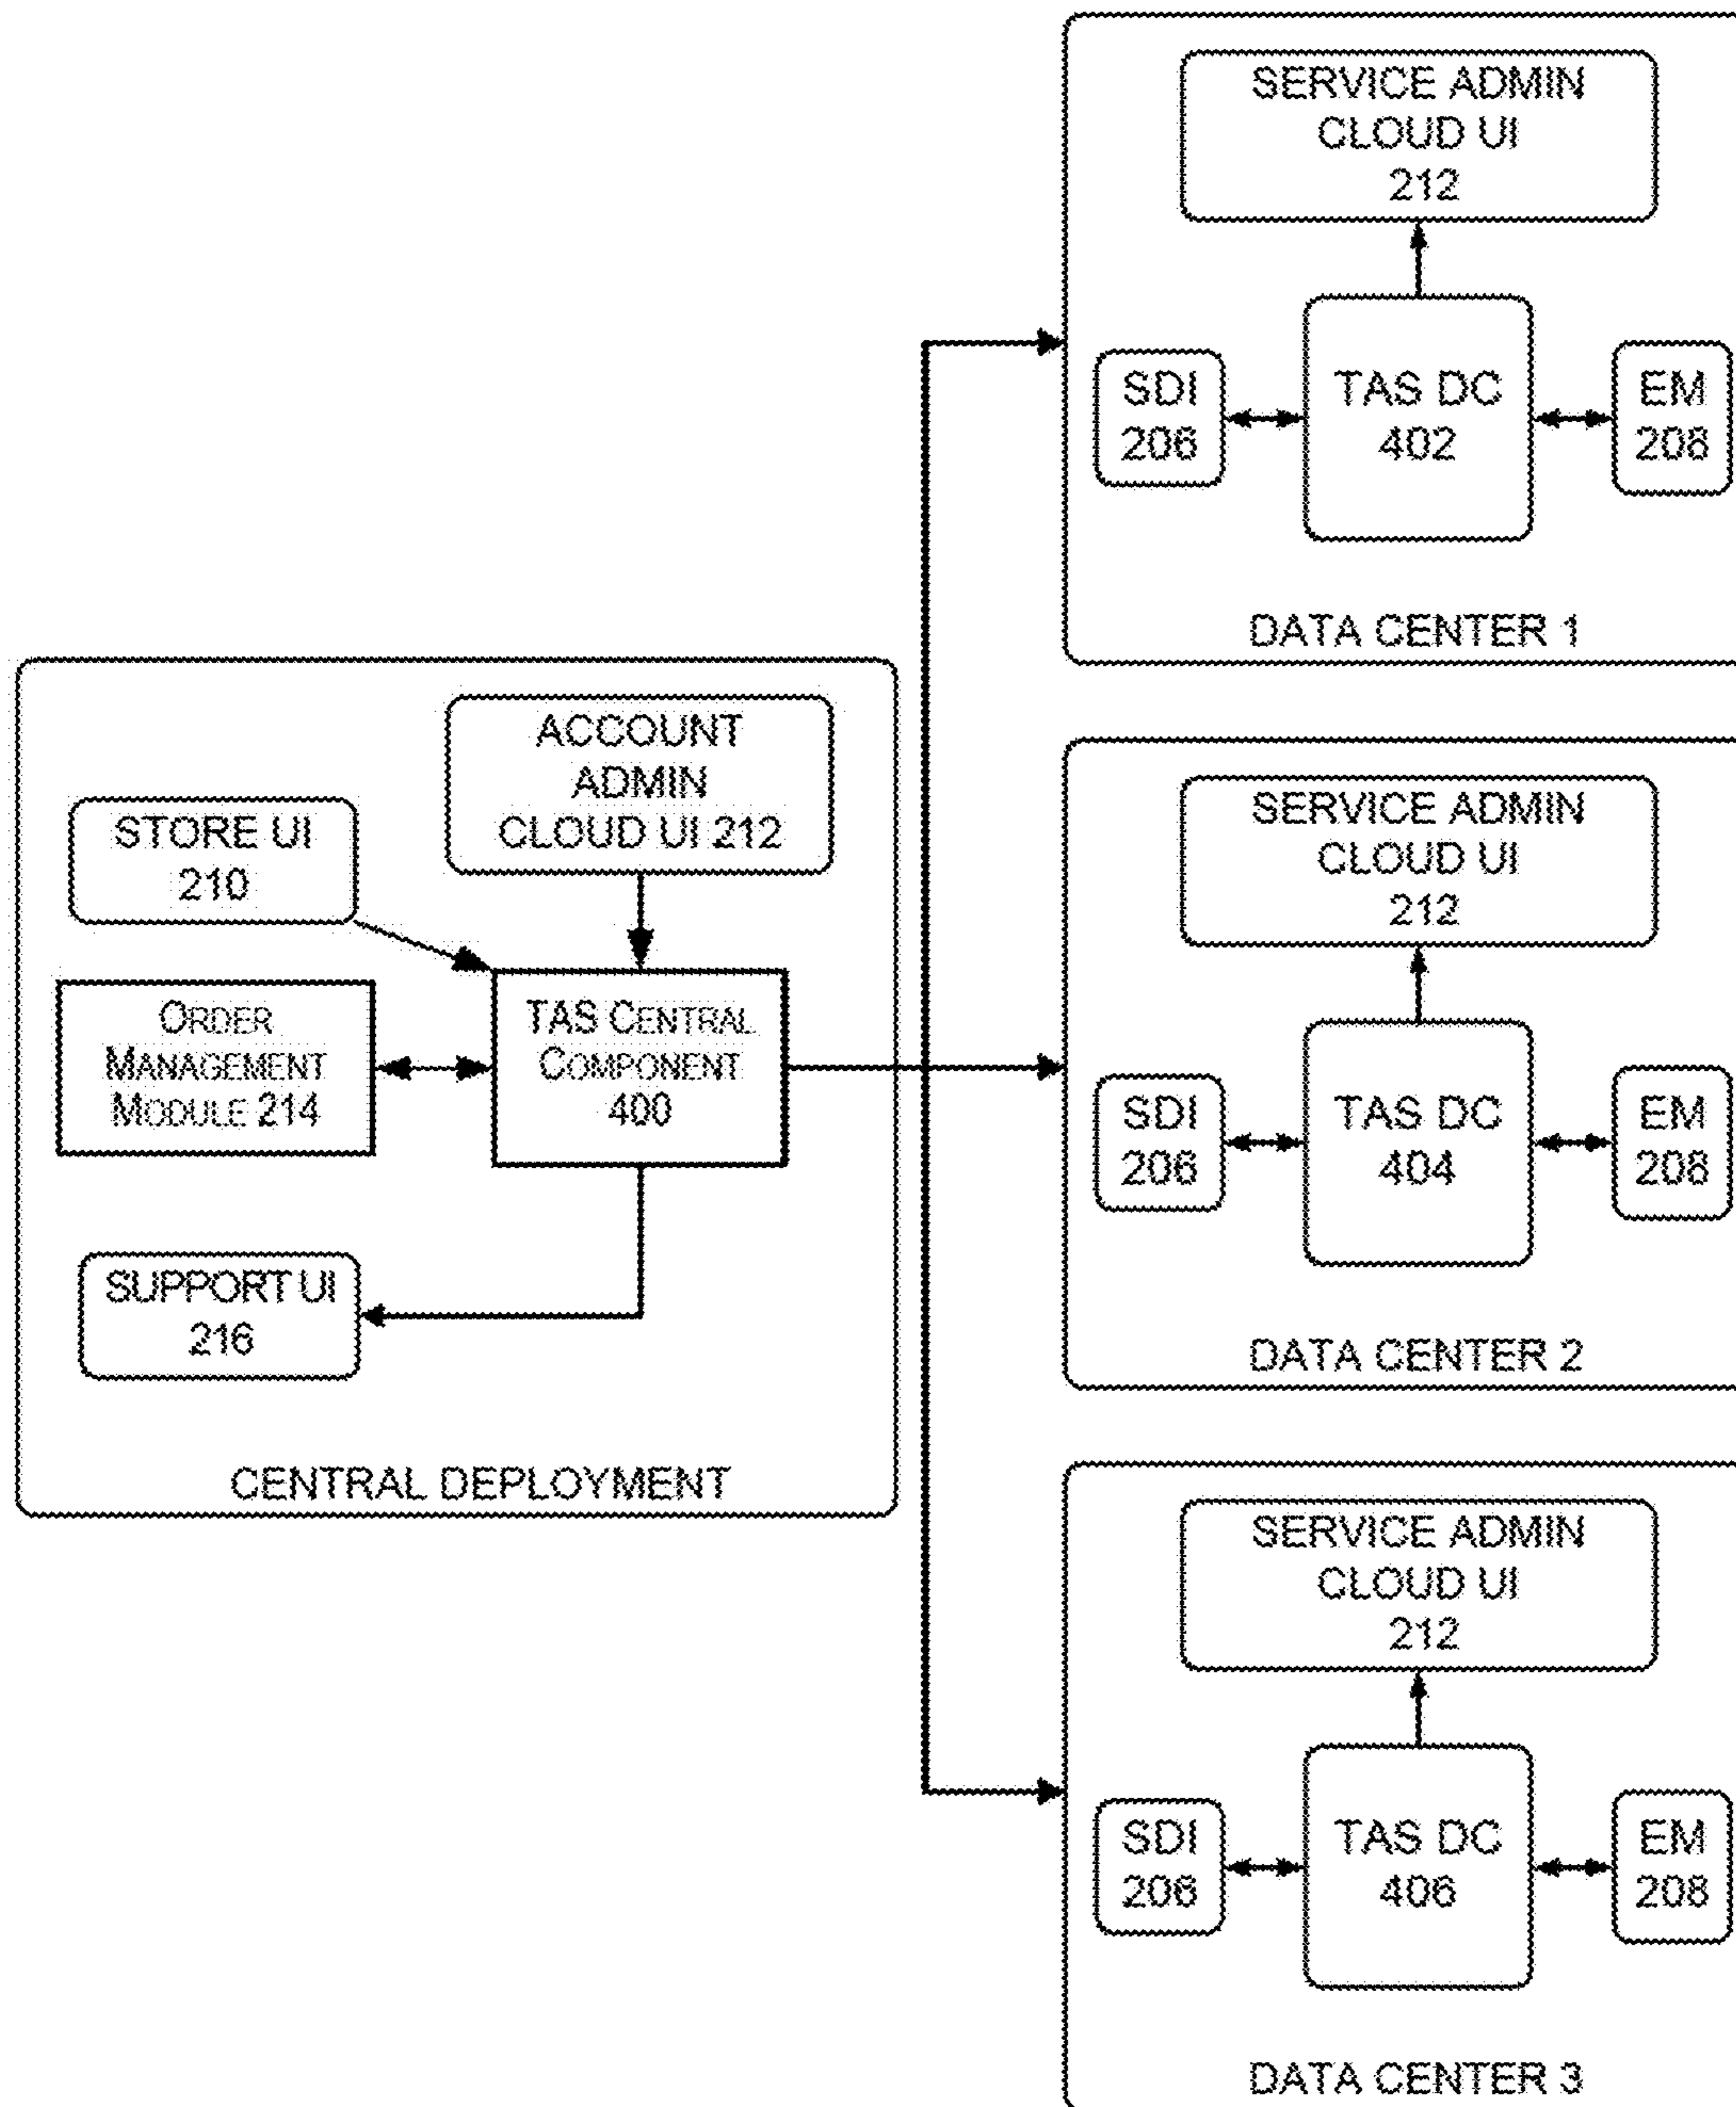 SERVICE ADMIN
CLOUD UI
212
SDI
206
TAS DC
402
EM
208
DATA CENTER 1
ACCOUNT
ADMIN
CLOUD UI 212
STORE UI
210
ORDER
MANAGEMENT
MODULE 214
TAS CENTRAL
COMPONENT
400
SUPPORT UI
216
CENTRAL DEPLOYMENT
SERVICE ADMIN
CLOUD UI
212
SDI
206
TAS DC
404
EM
208
DATA CENTER 2
SERVICE ADMIN
CLOUD UI
212
SDI
206
TAS DC
406
EM
208
DATA CENTER 3